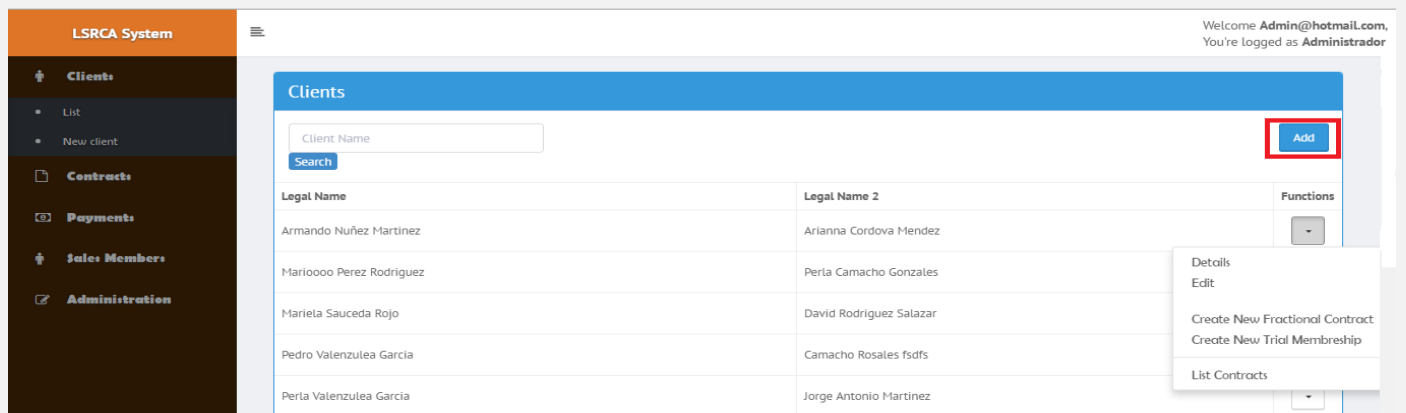 LSRCA System
Welcome Admin@hotmail.com,
You're logged as Administrador
Clients
List
New client
Contracts
Payments
Sales Members
Administration
Clients
Client Name
Add
Search
Legal Name Legal Name 2 Functions
Armando Nuñez Martinez Arianna Cordova Mendez
Marioooo Perez Rodriguez Perla Camacho Gonzales
Mariela Sauceda Rojo David Rodriguez Salazar
Pedro Valenzulea Garcia Camacho Rosales fsdfs
Perla Valenzulea Garcia Jorge Antonio Martinez
Details
Edit
Create New Fractional Contract
Create New Trial Membreship
List Contracts